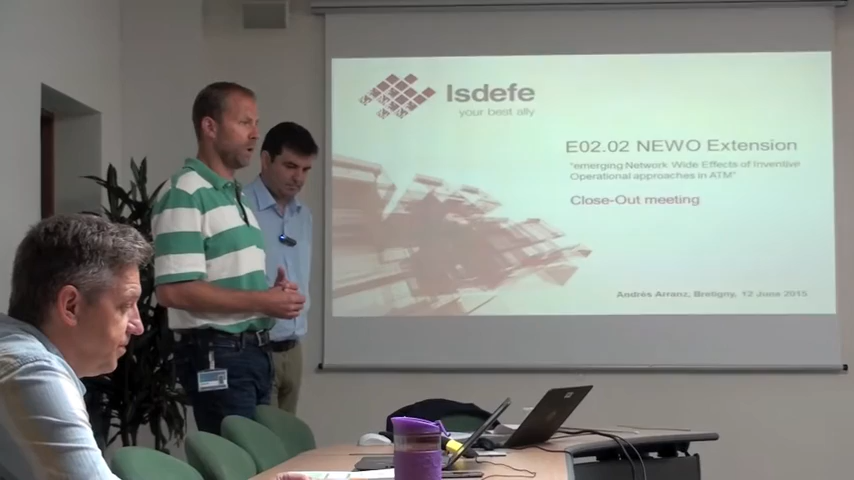 Isdefe
your best ally
E02.02 NEWO Extension
"emerging Network Wide Effects of Inventive
Operational approaches in ATM"
Close-Out meeting
Andrés Arranz, Bretigny, 12 June 2015